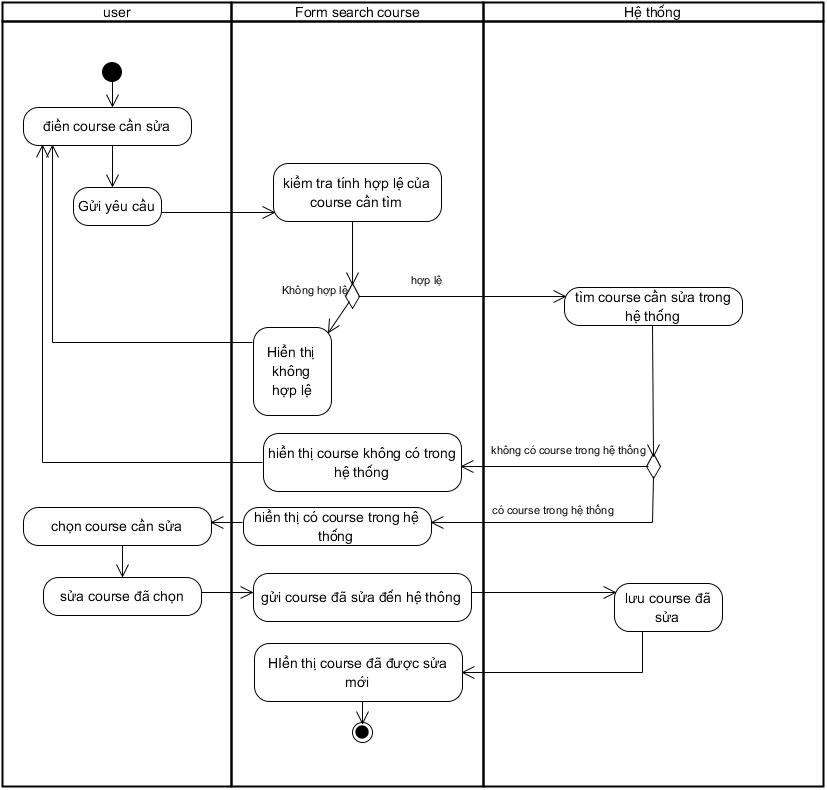 user
Form search course
Hệ thống
điền course cần sửa
Gửi yêu cầu
kiểm tra tính hợp lệ của
course cần tìm
Không hợp lệ
hợp lệ
tìm course cần sửa trong
hệ thống
Hiển thị
không
hợp lệ
không có course trong hệ thống
hiển thị course không có trong
hệ thống
có course trong hệ thống
hiển thị có course trong hệ
thống
chọn course cần sửa
sửa course đã chọn
gửi course đã sửa đến hệ thông
lưu course đã
sửa
HIển thị course đã được sửa
mới